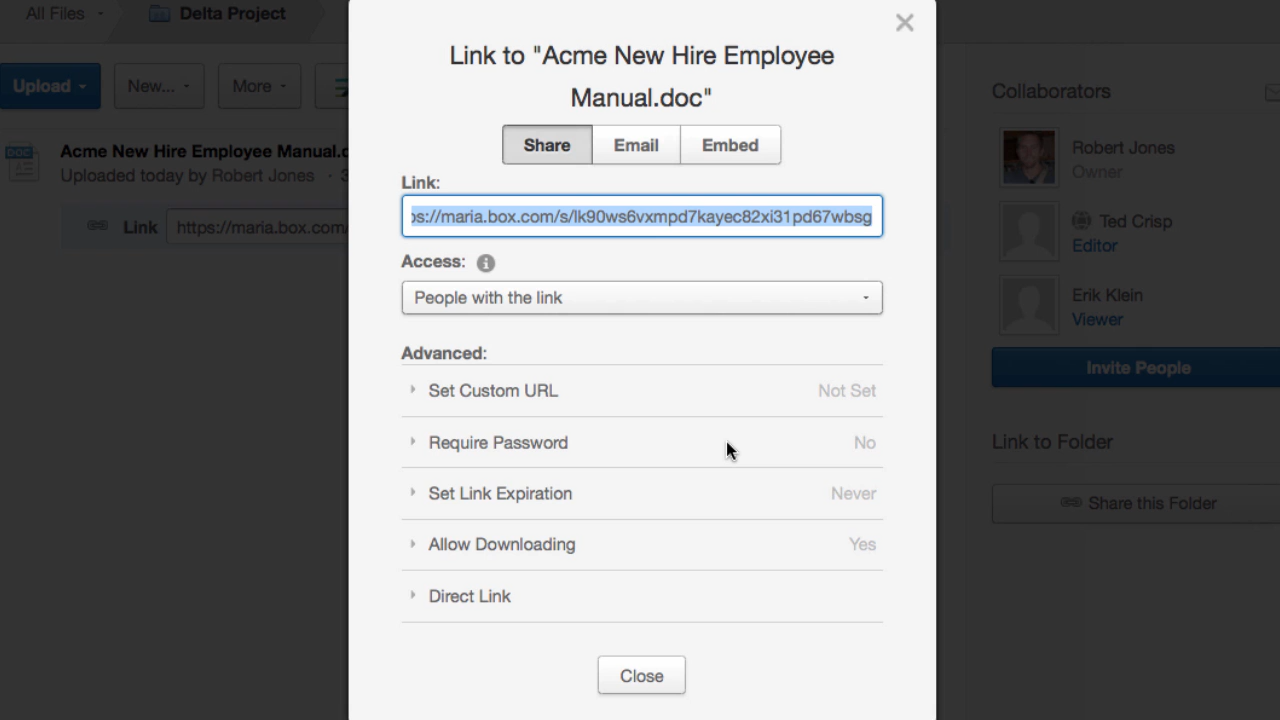 All Files
Delta Project
Upload
New...
More
DOC
Acme New Hire Employee Manual.d
Uploaded today by Robert Jones ·
Link
https://maria.box.com/
Link to "Acme New Hire Employee
Manual.doc"
Share
Email
Embed
Link:
ps://maria.box.com/s/lk90ws6vxmpd7kayec82xi31pd67wbsg
Access:
People with the link
Advanced:
Set Custom URL Not Set
Require Password No
Set Link Expiration Never
Allow Downloading Yes
Direct Link
Close
Collaborators
Robert Jones
Owner
Ted Crisp
Editor
Erik Klein
Viewer
Invite People
Link to Folder
Share this Folder